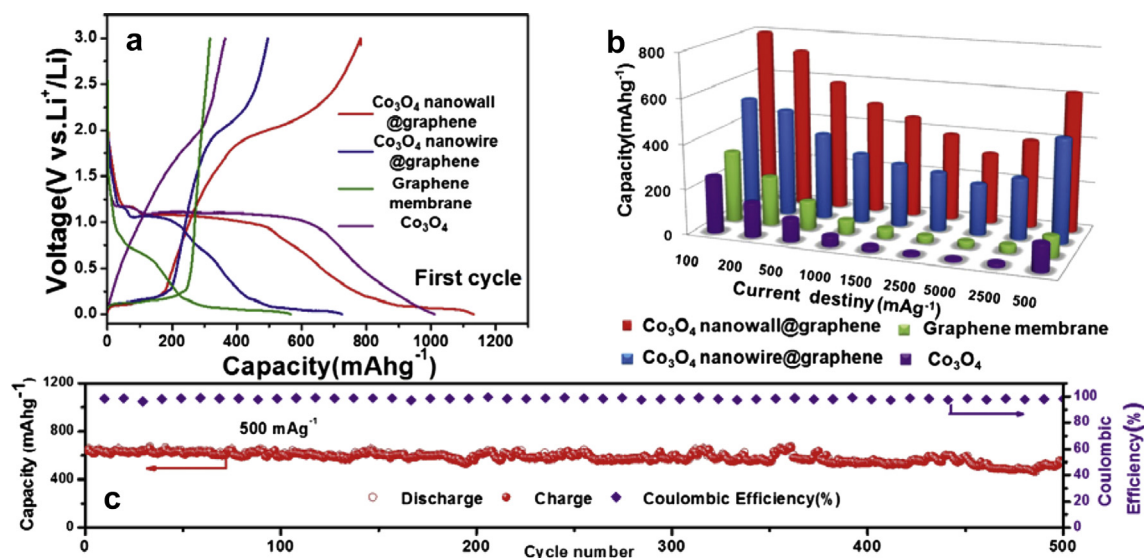 a
3.0
2.5
2.0
1.5
1.0
0.5
0.0
Voltage(V vs.Li⁺/Li)
Co₃O₄ nanowall
@graphene
Co₃O₄ nanowire
@graphene
Graphene
membrane
Co₃O₄
First cycle
0 200 400 600 800 1000 1200
Capacity(mAhg⁻¹)
b
800
600
400
200
0
Capacity(mAhg⁻¹)
100 200 500 1000 1500 2500 5000 2500 500
Current destiny(mAg⁻¹)
Co₃O₄ nanowall@graphene
Graphene membrane
Co₃O₄ nanowire@graphene
Co₃O₄
1200
800
400
0
Capacity (mAhg⁻¹)
500 mAg⁻¹
c
Discharge Charge Coulombic Efficiency(%)
100
80
60
40
20
0
Coulombic
Efficiency(%)
0 100 200 300 400 500
Cycle number